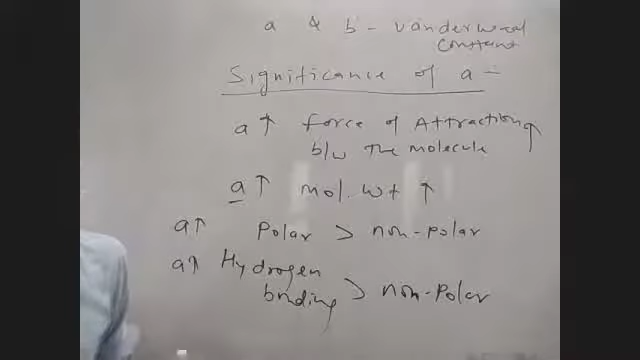 a & b - vanderwaal
constant
Significance of a -
a↑ force of Attraction↑
b/w The molecule
a↑ mol. wt ↑
a↑ Polar > non-polar
a↑ Hydrogen
bonding > non-Polar